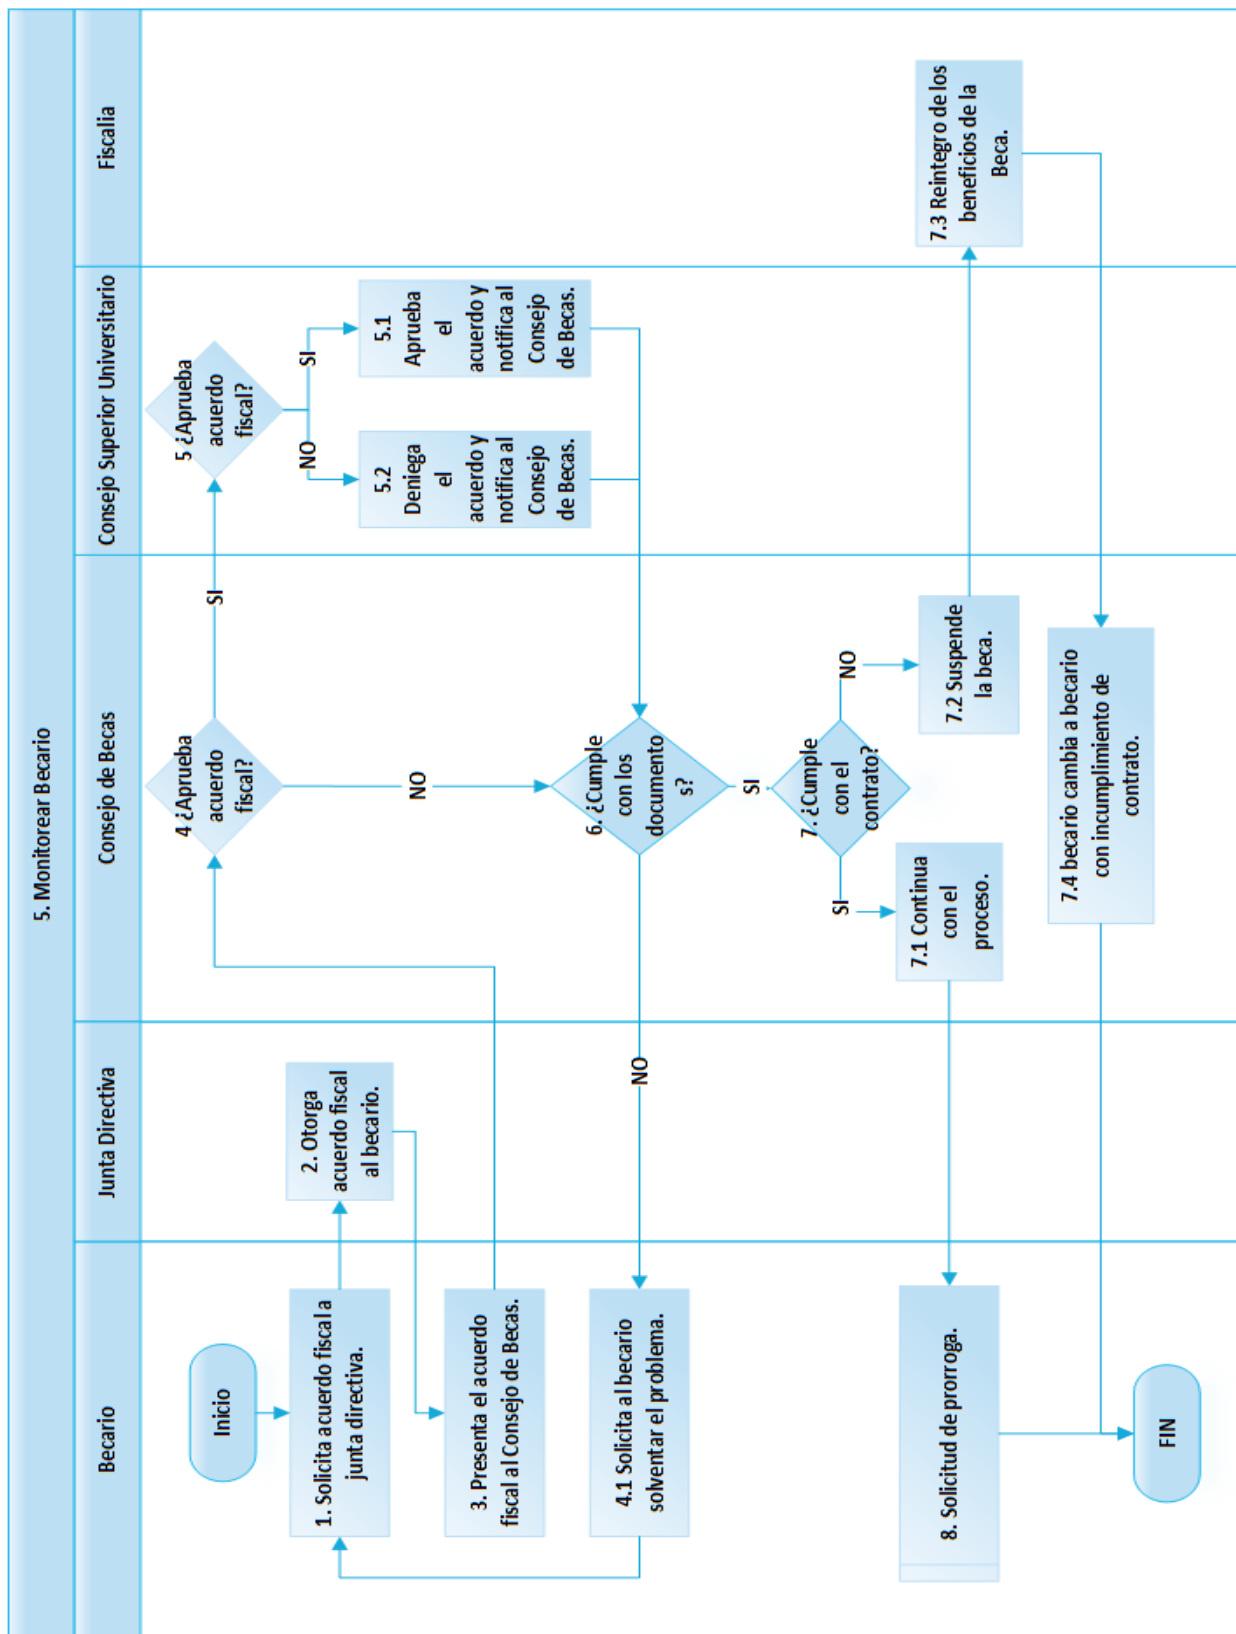 5. Monitorear Becario
Becario
Junta Directiva
Consejo de Becas
Consejo Superior Universitario
Fiscalia
Inicio
1. Solicita acuerdo fiscal a
junta directiva.
2. Otorga
acuerdo fiscal
al becario.
3. Presenta el acuerdo
fiscal al Consejo de Becas.
4 ¿Aprueba
acuerdo
fiscal?
SI
NO
5 ¿Aprueba
acuerdo
fiscal?
NO
SI
5.2
Deniega
el
acuerdo y
notifica al
Consejo
de Becas.
5.1
Aprueba
el
acuerdo y
notifica al
Consejo
de Becas.
6. ¿Cumple
con los
documento
s?
NO
SI
4.1 Solicita al becario
solventar el problema.
7. ¿Cumple
con el
contrato?
SI
NO
7.1 Continua
con el
proceso.
7.2 Suspende
la beca.
7.3 Reintegro de los
beneficios de la
Beca.
7.4 becario cambia a becario
con incumplimiento de
contrato.
8. Solicitud de prorroga.
FIN